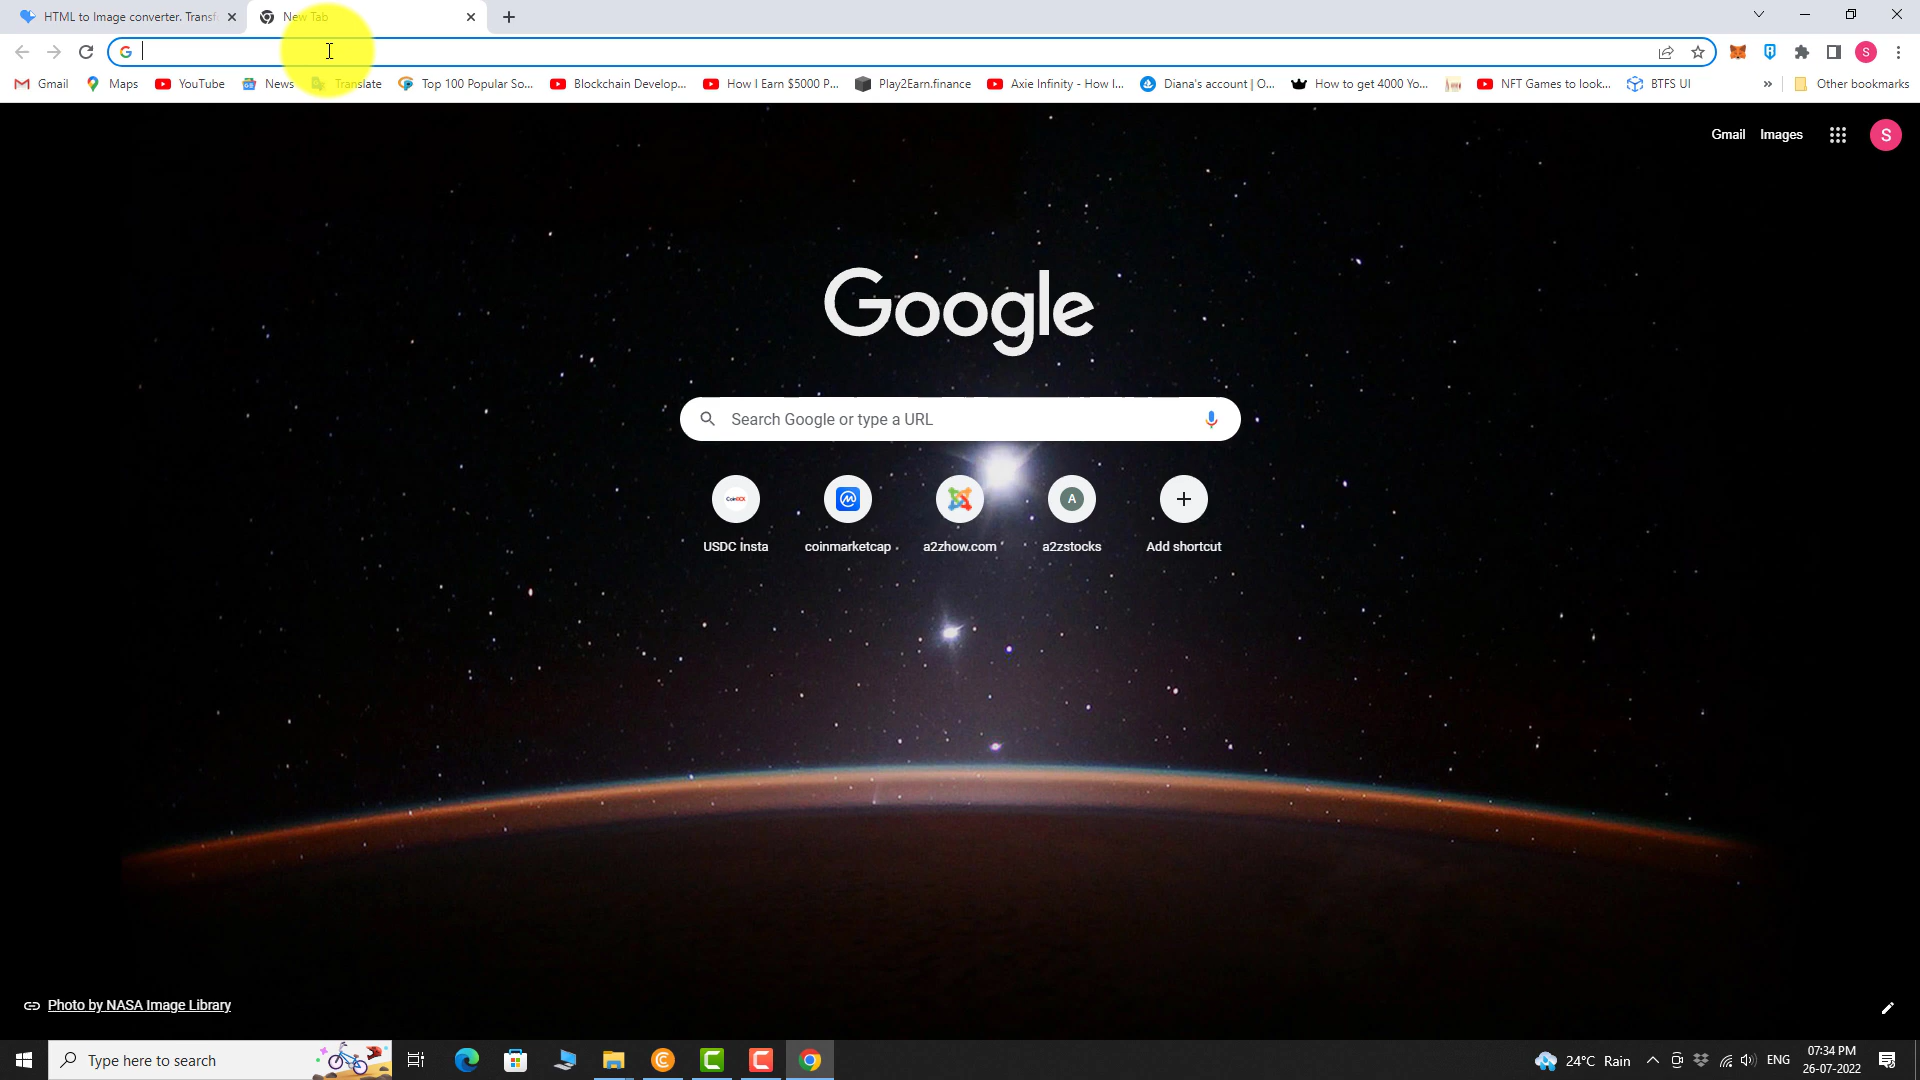 HTML to Image converter. Transf
New Tab
Gmail
Maps
YouTube
News
Translate
Top 100 Popular So...
Blockchain Develop...
How I Earn $5000 P...
Play2Earn.finance
Axie Infinity - How I...
Diana's account | O...
How to get 4000 Yo...
NFT Games to look...
BTFS UI
»
Other bookmarks
S
Gmail
Images
S
Google
Search Google or type a URL
CoinDCX
A
USDC Insta
coinmarketcap
a2zhow.com
a2zstocks
Add shortcut
Photo by NASA Image Library
Type here to search
24°C Rain
ENG
07:34 PM
26-07-2022